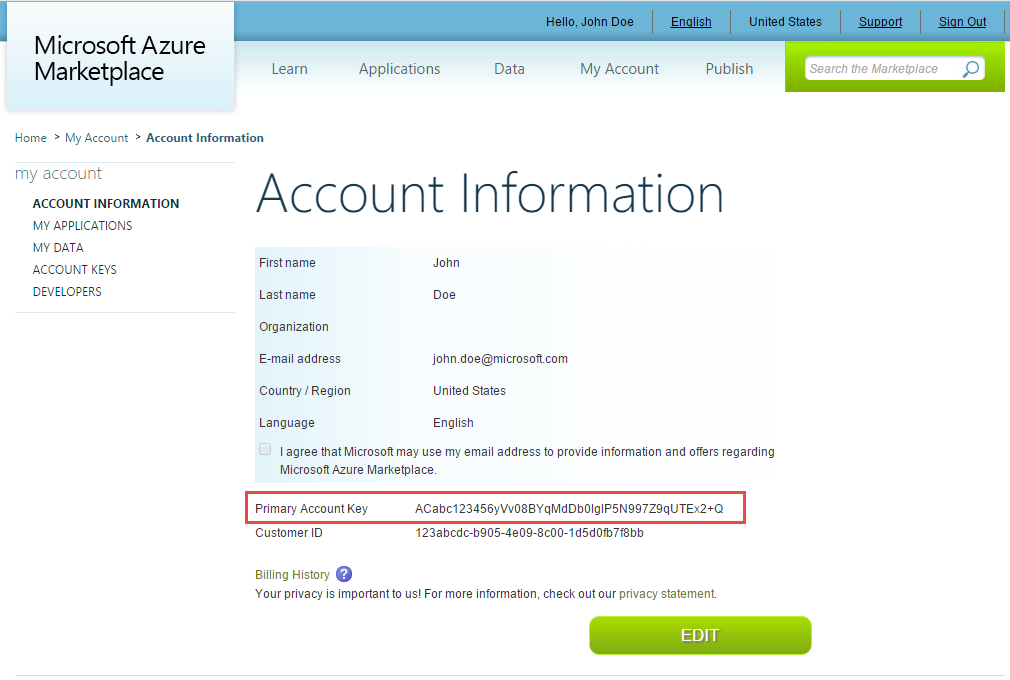 Hello, John Doe English United States Support Sign Out
Microsoft Azure
Marketplace
Learn Applications Data My Account Publish Search the Marketplace
Home > My Account > Account Information
my account
ACCOUNT INFORMATION
MY APPLICATIONS
MY DATA
ACCOUNT KEYS
DEVELOPERS
Account Information
First name John
Last name Doe
Organization
E-mail address john.doe@microsoft.com
Country / Region United States
Language English
I agree that Microsoft may use my email address to provide information and offers regarding
Microsoft Azure Marketplace.
Primary Account Key ACabc123456yVv08BYqMdDb0lgIP5N997Z9qUTEx2+Q
Customer ID 123abcdc-b905-4e09-8c00-1d5d0fb7f8bb
Billing History ?
Your privacy is important to us! For more information, check out our privacy statement.
EDIT